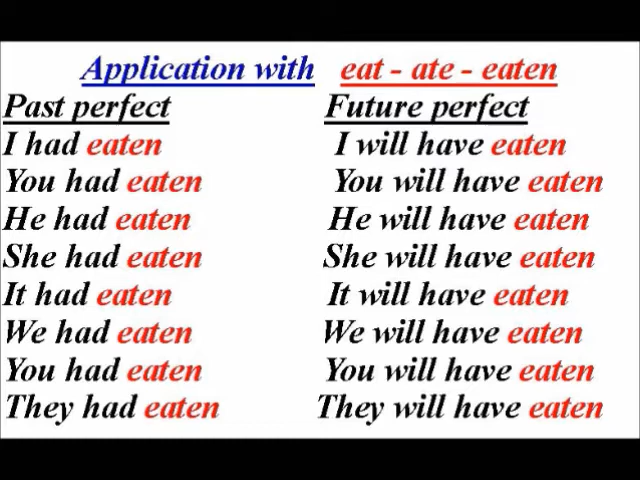 Application with eat - ate - eaten
Past perfect Future perfect
I had eaten I will have eaten
You had eaten You will have eaten
He had eaten He will have eaten
She had eaten She will have eaten
It had eaten It will have eaten
We had eaten We will have eaten
You had eaten You will have eaten
They had eaten They will have eaten